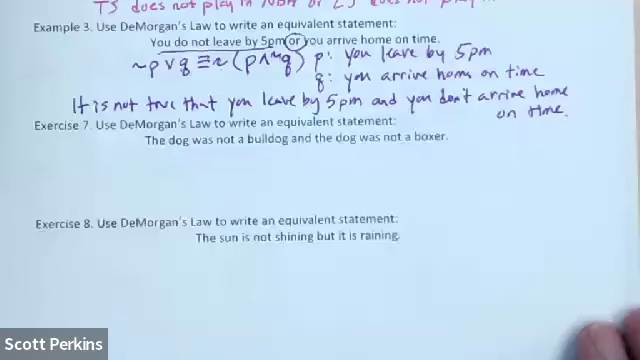 TS does not play in NBA or LJ does not play
Example 3. Use DeMorgan's Law to write an equivalent statement:
You do not leave by 5pm or you arrive home on time.
~p ∨ q ≡ ~(p ∧ ~q) p: you leave by 5pm
q: you arrive home on time
It is not true that you leave by 5pm and you don't arrive home
on time.
Exercise 7. Use DeMorgan's Law to write an equivalent statement:
The dog was not a bulldog and the dog was not a boxer.
Exercise 8. Use DeMorgan's Law to write an equivalent statement:
The sun is not shining but it is raining.
Scott Perkins